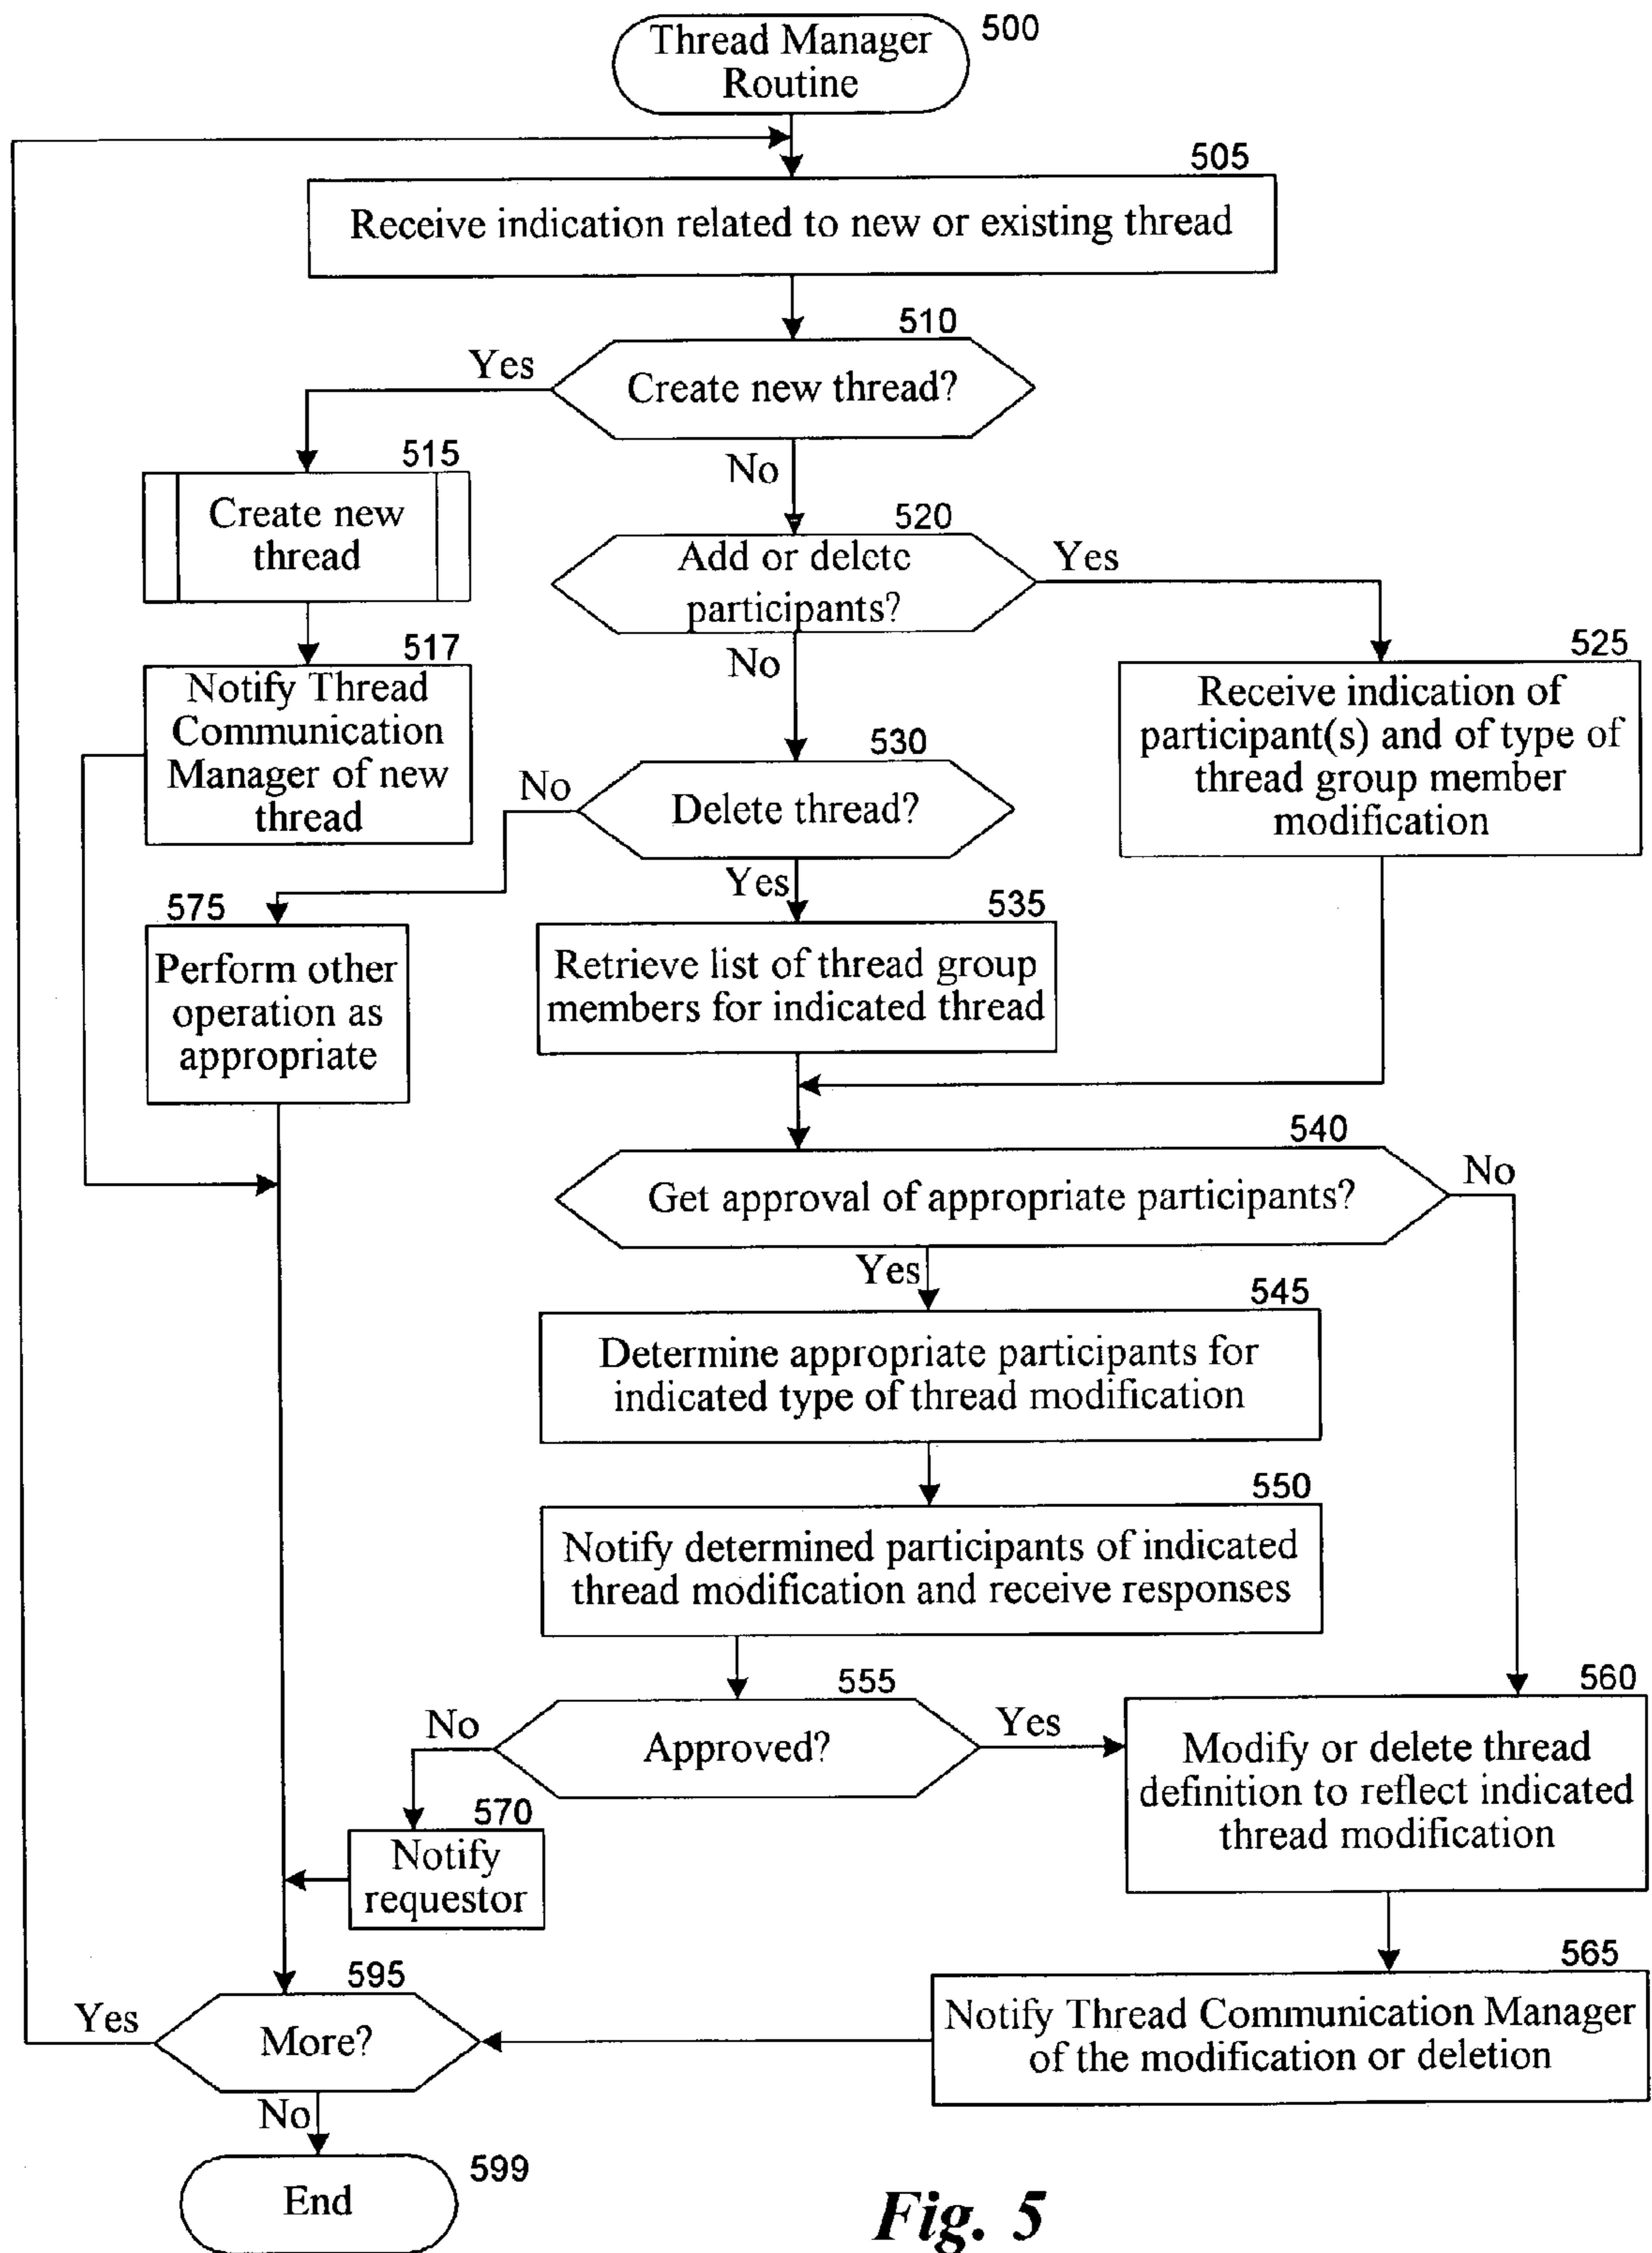 Thread Manager
Routine
500
505
Receive indication related to new or existing thread
510
Yes
Create new thread?
515
No
Create new
thread
520
Add or delete
participants?
Yes
517
No
525
Notify Thread
Communication
Manager of new
thread
Receive indication of
participant(s) and of type of
thread group member
modification
530
No
Delete thread?
Yes
575
535
Perform other
operation as
appropriate
Retrieve list of thread group
members for indicated thread
540
No
Get approval of appropriate participants?
Yes
545
Determine appropriate participants for
indicated type of thread modification
550
Notify determined participants of indicated
thread modification and receive responses
555
560
No
Approved?
Yes
Modify or delete thread
definition to reflect indicated
thread modification
570
Notify
requestor
565
595
Yes
More?
Notify Thread Communication Manager
of the modification or deletion
No
599
End
Fig. 5